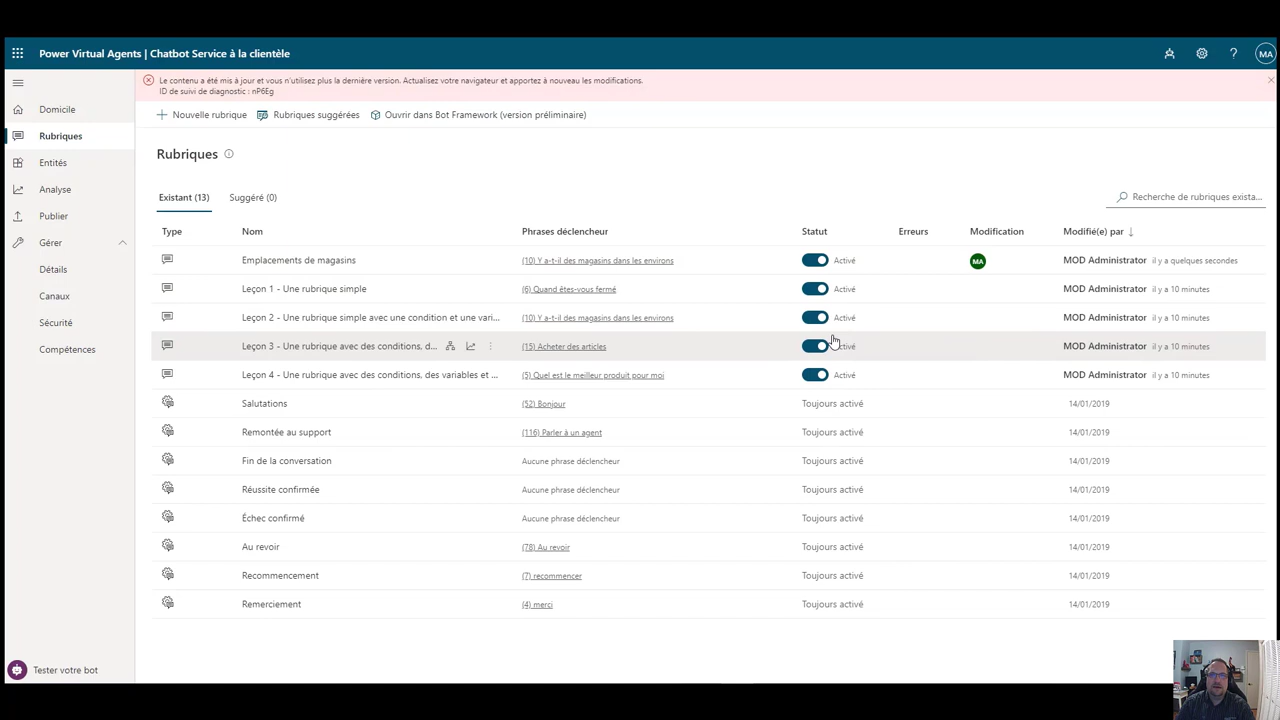 Power Virtual Agents | Chatbot Service à la clientèle
MA
Le contenu a été mis à jour et vous n'utilisez plus la dernière version. Actualisez votre navigateur et apportez à nouveau les modifications.
ID de suivi de diagnostic : nP6Eg
Nouvelle rubrique Rubriques suggérées Ouvrir dans Bot Framework (version préliminaire)
Domicile
Rubriques
Entités
Analyse
Publier
Gérer
Détails
Canaux
Sécurité
Compétences
Tester votre bot
Rubriques
Existant (13) Suggéré (0) Recherche de rubriques exista...
Type Nom Phrases déclencheur Statut Erreurs Modification Modifié(e) par
Emplacements de magasins (10) Y a-t-il des magasins dans les environs Activé MA MOD Administrator il y a quelques secondes
Leçon 1 - Une rubrique simple (6) Quand êtes-vous fermé Activé MOD Administrator il y a 10 minutes
Leçon 2 - Une rubrique simple avec une condition et une vari... (10) Y a-t-il des magasins dans les environs Activé MOD Administrator il y a 10 minutes
Leçon 3 - Une rubrique avec des conditions, d... (15) Acheter des articles MOD Administrator il y a 10 minutes
Leçon 4 - Une rubrique avec des conditions, des variables et ... (5) Quel est le meilleur produit pour moi Activé MOD Administrator il y a 10 minutes
Salutations (52) Bonjour Toujours activé 14/01/2019
Remontée au support (116) Parler à un agent Toujours activé 14/01/2019
Fin de la conversation Aucune phrase déclencheur Toujours activé 14/01/2019
Réussite confirmée Aucune phrase déclencheur Toujours activé 14/01/2019
Échec confirmé Aucune phrase déclencheur Toujours activé 14/01/2019
Au revoir (78) Au revoir Toujours activé 14/01/2019
Recommencement (7) recommencer Toujours activé 14/01/2019
Remerciement (4) merci Toujours activé 14/01/2019